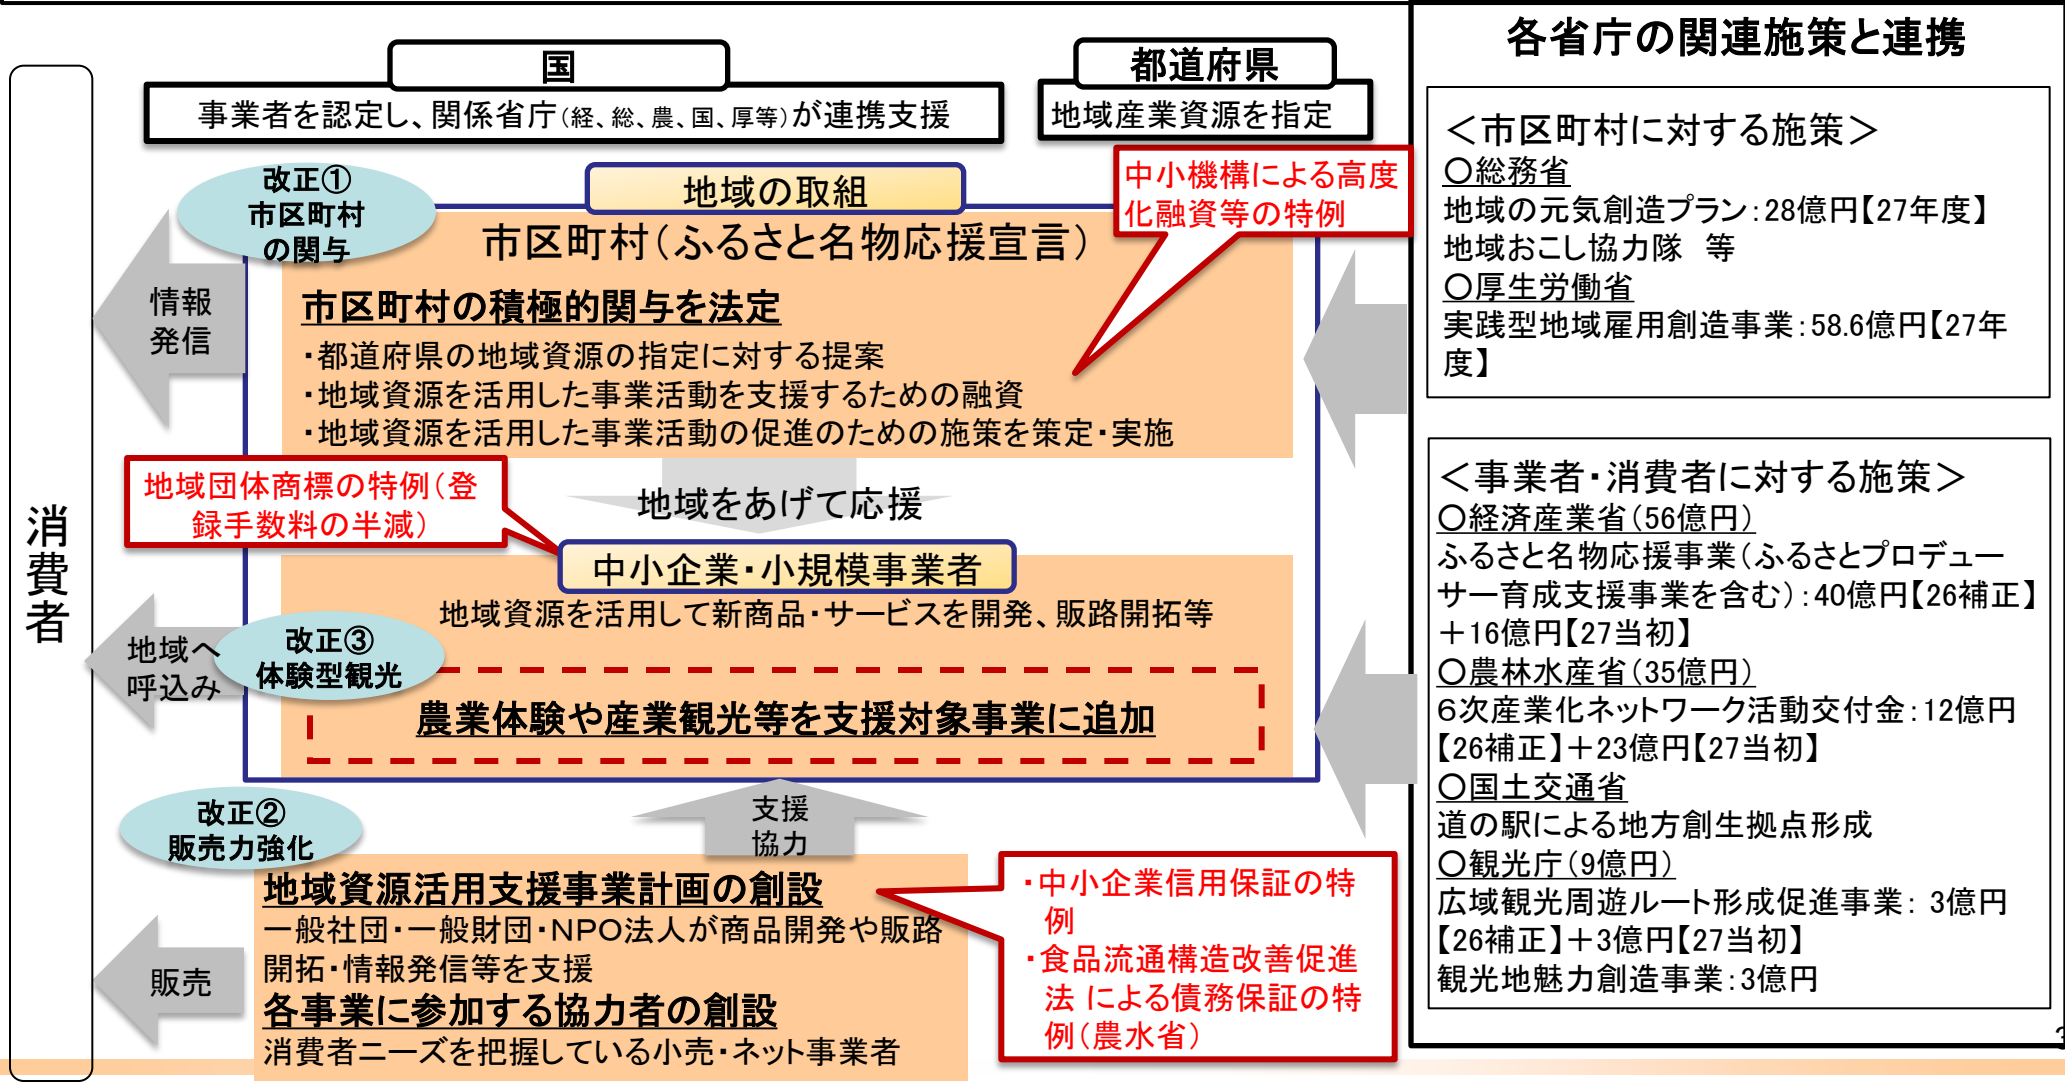 国
事業者を認定し、関係省庁(経、総、農、国、厚等)が連携支援
都道府県
地域産業資源を指定
消費者
改正①
市区町村
の関与
地域の取組
市区町村(ふるさと名物応援宣言)
中小機構による高度
化融資等の特例
情報
発信
市区町村の積極的関与を法定
・都道府県の地域資源の指定に対する提案
・地域資源を活用した事業活動を支援するための融資
・地域資源を活用した事業活動の促進のための施策を策定・実施
地域団体商標の特例(登
録手数料の半減)
地域をあげて応援
中小企業・小規模事業者
地域資源を活用して新商品・サービスを開発、販路開拓等
地域へ
呼込み
改正③
体験型観光
農業体験や産業観光等を支援対象事業に追加
支援
協力
改正②
販売力強化
地域資源活用支援事業計画の創設
一般社団・一般財団・NPO法人が商品開発や販路
開拓・情報発信等を支援
各事業に参加する協力者の創設
消費者ニーズを把握している小売・ネット事業者
販売
・中小企業信用保証の特
例
・食品流通構造改善促進
法 による債務保証の特
例(農水省)
各省庁の関連施策と連携
＜市区町村に対する施策＞
○総務省
地域の元気創造プラン:28億円【27年度】
地域おこし協力隊 等
○厚生労働省
実践型地域雇用創造事業:58.6億円【27年
度】
＜事業者・消費者に対する施策＞
○経済産業省(56億円)
ふるさと名物応援事業(ふるさとプロデュー
サー育成支援事業を含む):40億円【26補正】
＋16億円【27当初】
○農林水産省(35億円)
6次産業化ネットワーク活動交付金:12億円
【26補正】＋23億円【27当初】
○国土交通省
道の駅による地方創生拠点形成
○観光庁(9億円)
広域観光周遊ルート形成促進事業: 3億円
【26補正】＋3億円【27当初】
観光地魅力創造事業:3億円